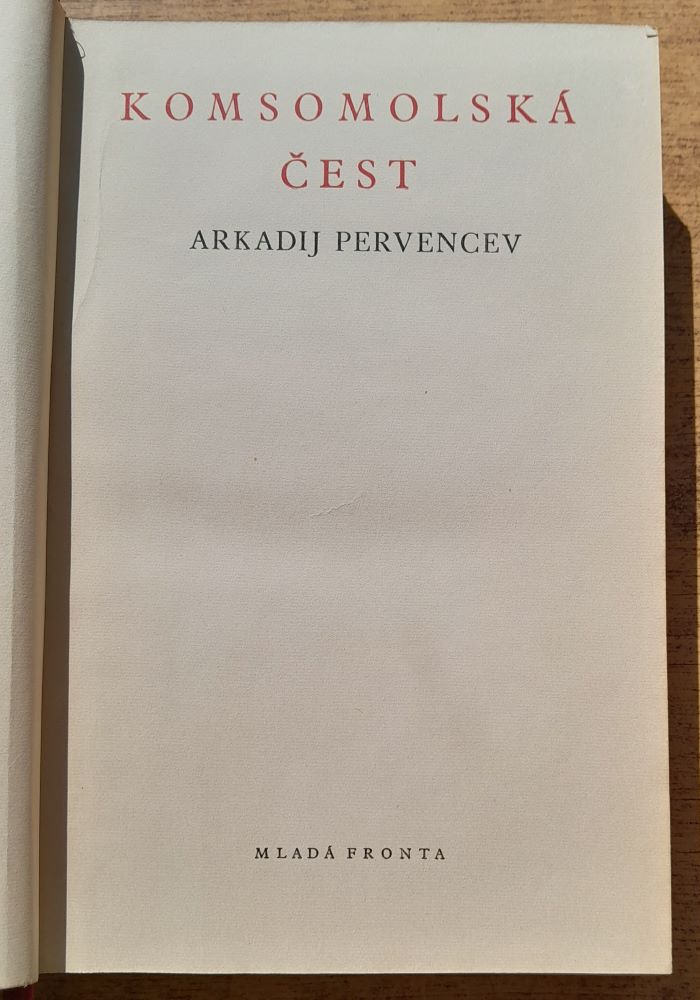 KOMSOMOLSKÁ
ČEST
ARKADIJ PERVENCEV
MLADÁ FRONTA